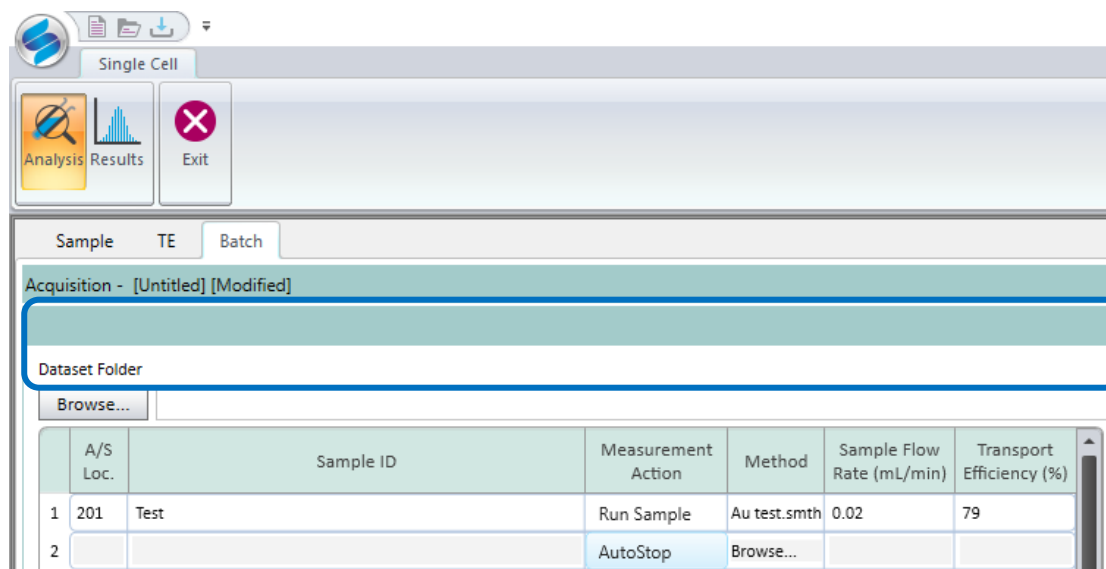 Single Cell
Analysis Results Exit
Sample TE Batch
Acquisition - [Untitled] [Modified]
Dataset Folder
Browse...
A/S Loc. Sample ID Measurement Action Method Sample Flow Rate (mL/min) Transport Efficiency (%)
1 201 Test Run Sample Au test.smth 0.02 79
2 AutoStop Browse...